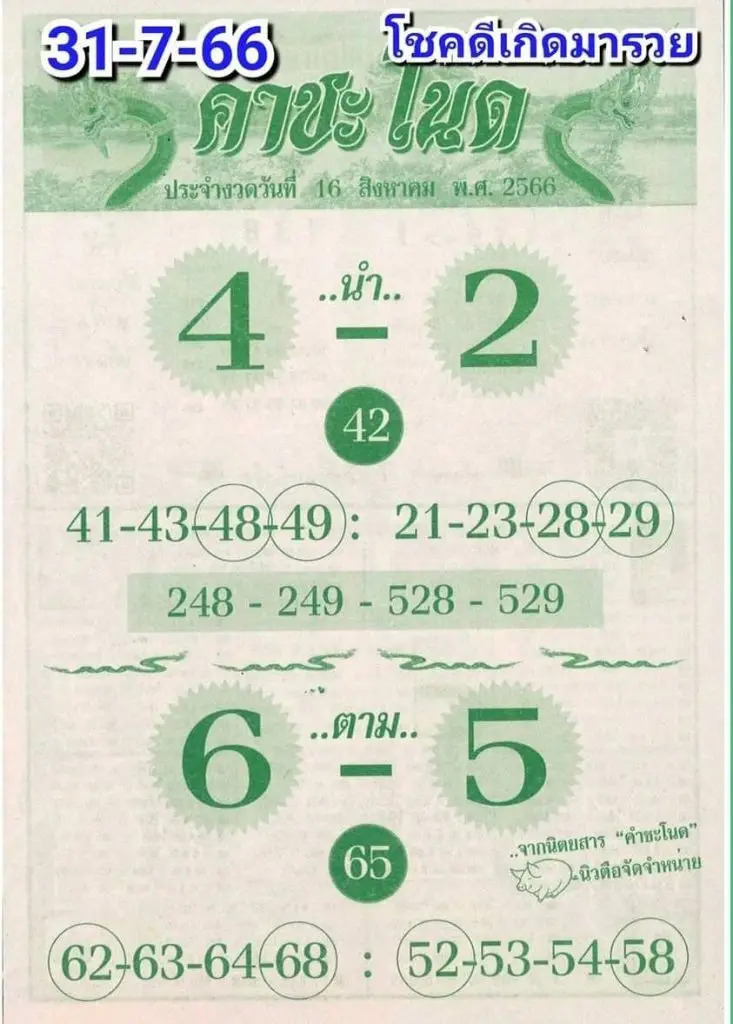 31-7-66 โชคดีเกิดมารวย
คาชะโนด
ประจำงวดวันที่ 16 สิงหาคม พ.ศ. 2566
4 ..นำ.. - 2
42
41-43-48-49 : 21-23-28-29
248 - 249 - 528 - 529
6 ..ตาม.. - 5
65
..จากนิตยสาร "คำชะโนด"
-นิวตือจัดจำหน่าย
62-63-64-68 : 52-53-54-58